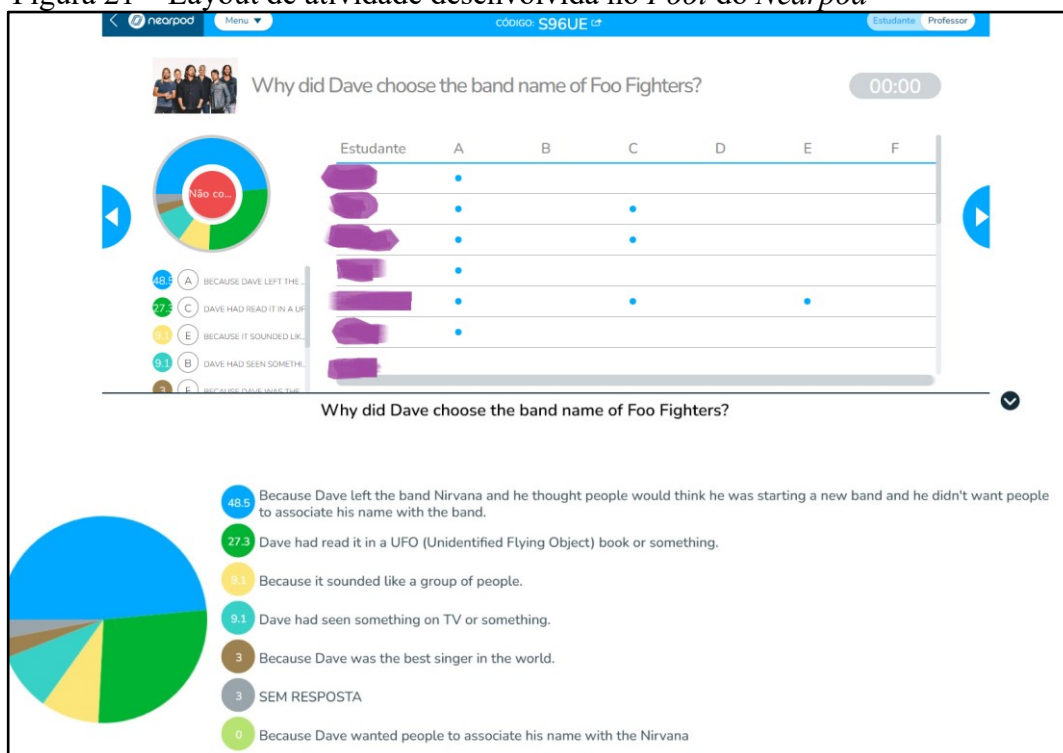 Figura 21 – Layout de atividade desenvolvida no Pool do Nearpod
nearpod
Menu
CÓDIGO: S96UE
Estudante Professor
Why did Dave choose the band name of Foo Fighters?
00:00
Não co...
Estudante A B C D E F
48.5 A BECAUSE DAVE LEFT THE ..
27.3 C DAVE HAD READ IT IN A UF
9.1 E BECAUSE IT SOUNDED LIK..
9.1 B DAVE HAD SEEN SOMETHI..
3 F BECAUSE DAVE WAS THE
Why did Dave choose the band name of Foo Fighters?
48.5 Because Dave left the band Nirvana and he thought people would think he was starting a new band and he didn't want people
to associate his name with the band.
27.3 Dave had read it in a UFO (Unidentified Flying Object) book or something.
9.1 Because it sounded like a group of people.
9.1 Dave had seen something on TV or something.
3 Because Dave was the best singer in the world.
3 SEM RESPOSTA
0 Because Dave wanted people to associate his name with the Nirvana